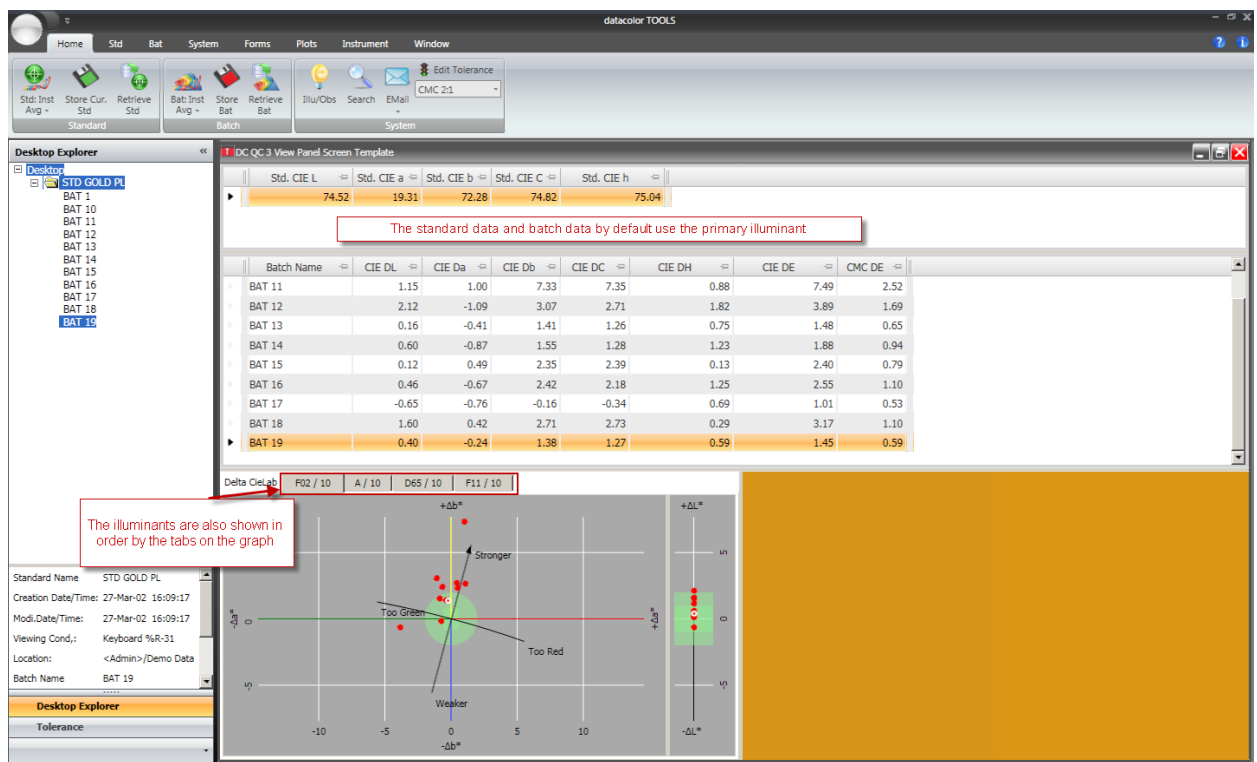 datacolor TOOLS
Home Std Bat System Forms Plots Instrument Window
Std: Inst Avg Store Cur. Std Retrieve Std Bat: Inst Avg Store Bat Retrieve Bat Illu/Obs Search EMail Edit Tolerance
CMC 2:1
Standard Batch System
Desktop Explorer
Desktop
STD GOLD PL
BAT 1
BAT 10
BAT 11
BAT 12
BAT 13
BAT 14
BAT 15
BAT 16
BAT 17
BAT 18
BAT 19
DC QC 3 View Panel Screen Template
Std. CIE L Std. CIE a Std. CIE b Std. CIE C Std. CIE h
74.52 19.31 72.28 74.82 75.04
The standard data and batch data by default use the primary illuminant
Batch Name CIE DL CIE Da CIE Db CIE DC CIE DH CIE DE CMC DE
BAT 11 1.15 1.00 7.33 7.35 0.88 7.49 2.52
BAT 12 2.12 -1.09 3.07 2.71 1.82 3.89 1.69
BAT 13 0.16 -0.41 1.41 1.26 0.75 1.48 0.65
BAT 14 0.60 -0.87 1.55 1.28 1.23 1.88 0.94
BAT 15 0.12 0.49 2.35 2.39 0.13 2.40 0.79
BAT 16 0.46 -0.67 2.42 2.18 1.25 2.55 1.10
BAT 17 -0.65 -0.76 -0.16 -0.34 0.69 1.01 0.53
BAT 18 1.60 0.42 2.71 2.73 0.29 3.17 1.10
BAT 19 0.40 -0.24 1.38 1.27 0.59 1.45 0.59
Delta CieLab F02 / 10 A / 10 D65 / 10 F11 / 10
The illuminants are also shown in
order by the tabs on the graph
+Δb* +ΔL*
Stronger
5
Too Green
-Δa* 0 +Δa* 0
Too Red
-5 -5
Weaker
-10 -5 0 5 10
-Δb* -ΔL*
Standard Name STD GOLD PL
Creation Date/Time: 27-Mar-02 16:09:17
Modi.Date/Time: 27-Mar-02 16:09:17
Viewing Cond,: Keyboard %R-31
Location: <Admin>/Demo Data
Batch Name BAT 19
Desktop Explorer
Tolerance